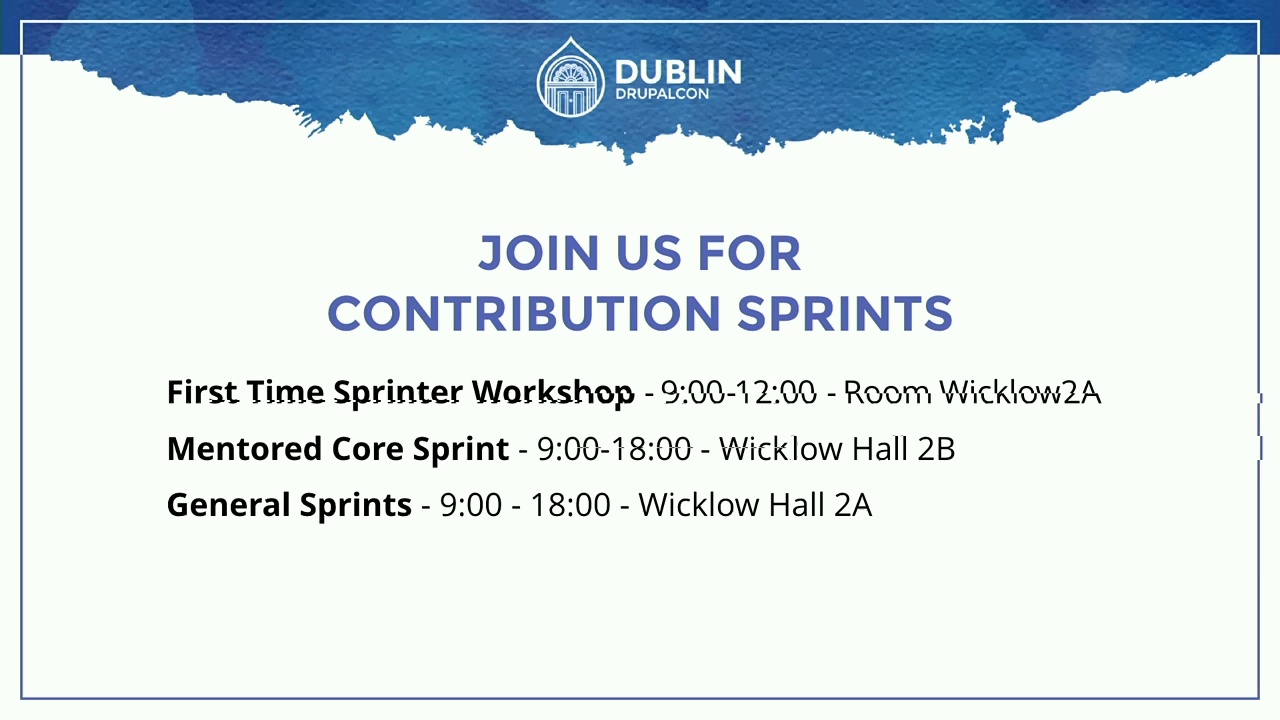 DUBLIN
DRUPALCON
JOIN US FOR
CONTRIBUTION SPRINTS
First Time Sprinter Workshop - 9:00-12:00 - Room Wicklow2A
Mentored Core Sprint - 9:00-18:00 - Wicklow Hall 2B
General Sprints - 9:00 - 18:00 - Wicklow Hall 2A